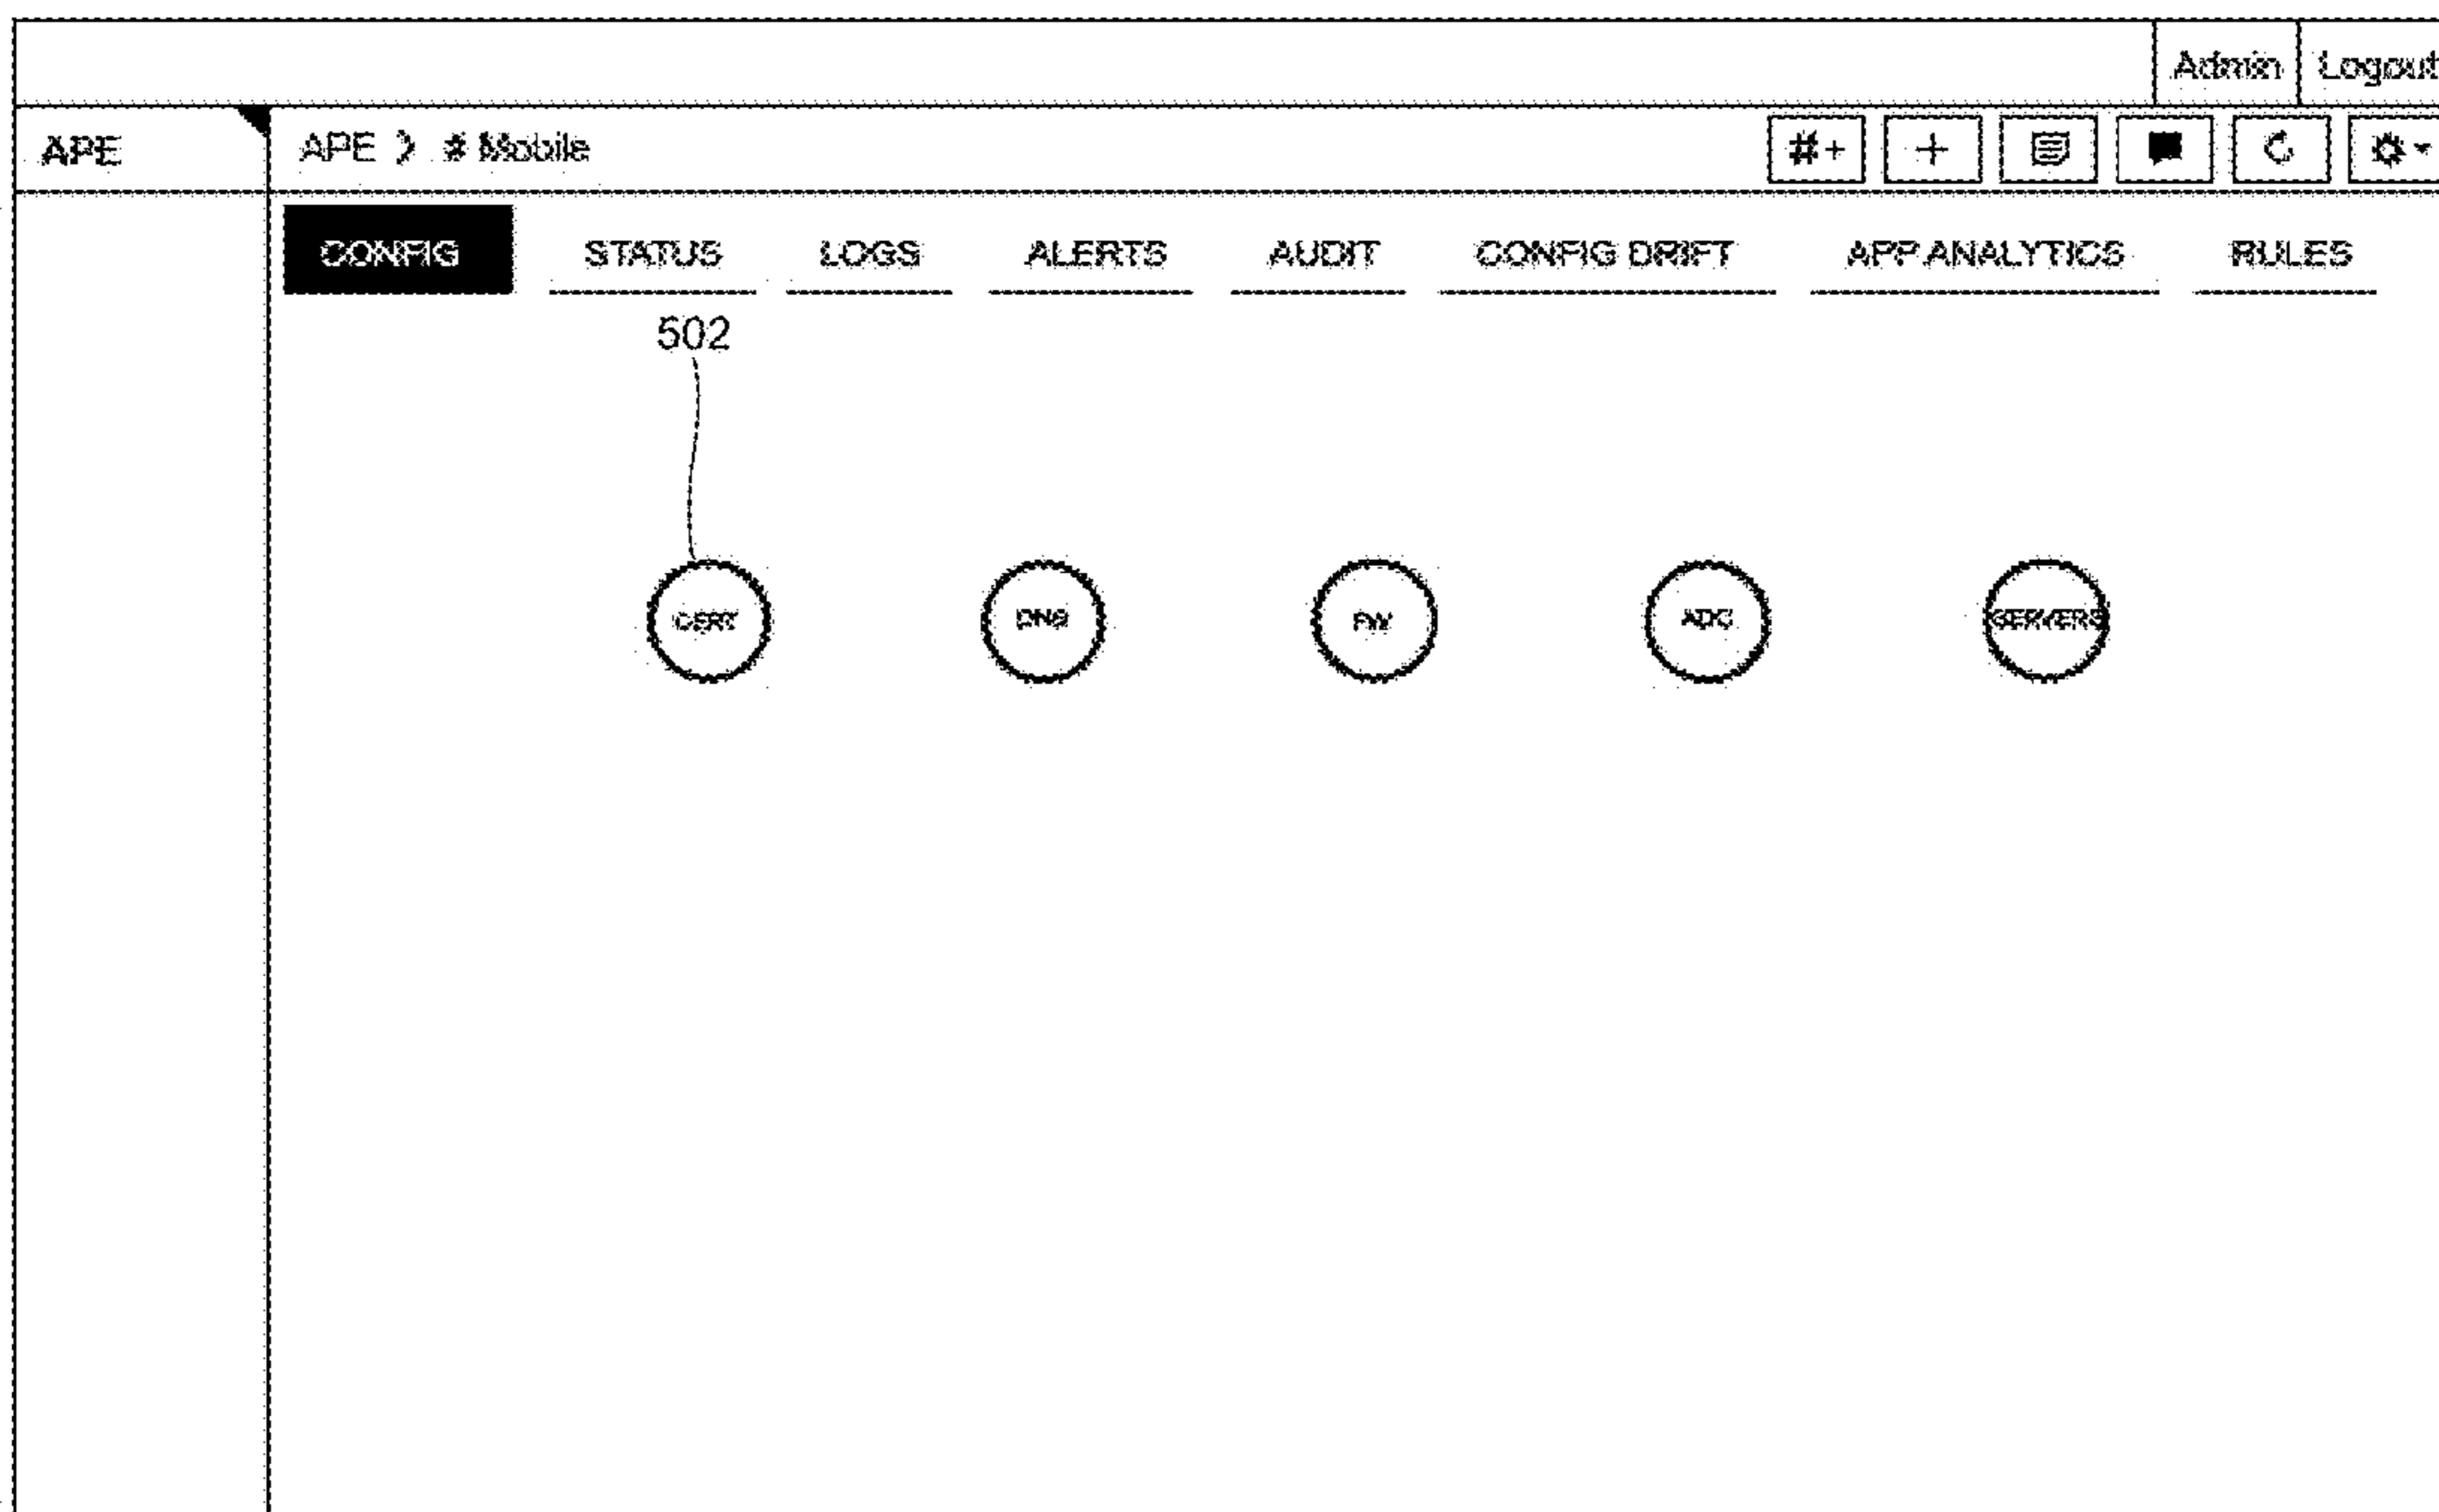 Admin Logout
APE APE > # Mobile #+ +
CONFIG STATUS LOGS ALERTS AUDIT CONFIG DRIFT APP ANALYTICS RULES
502
CERT DNS FW ADC SERVERS